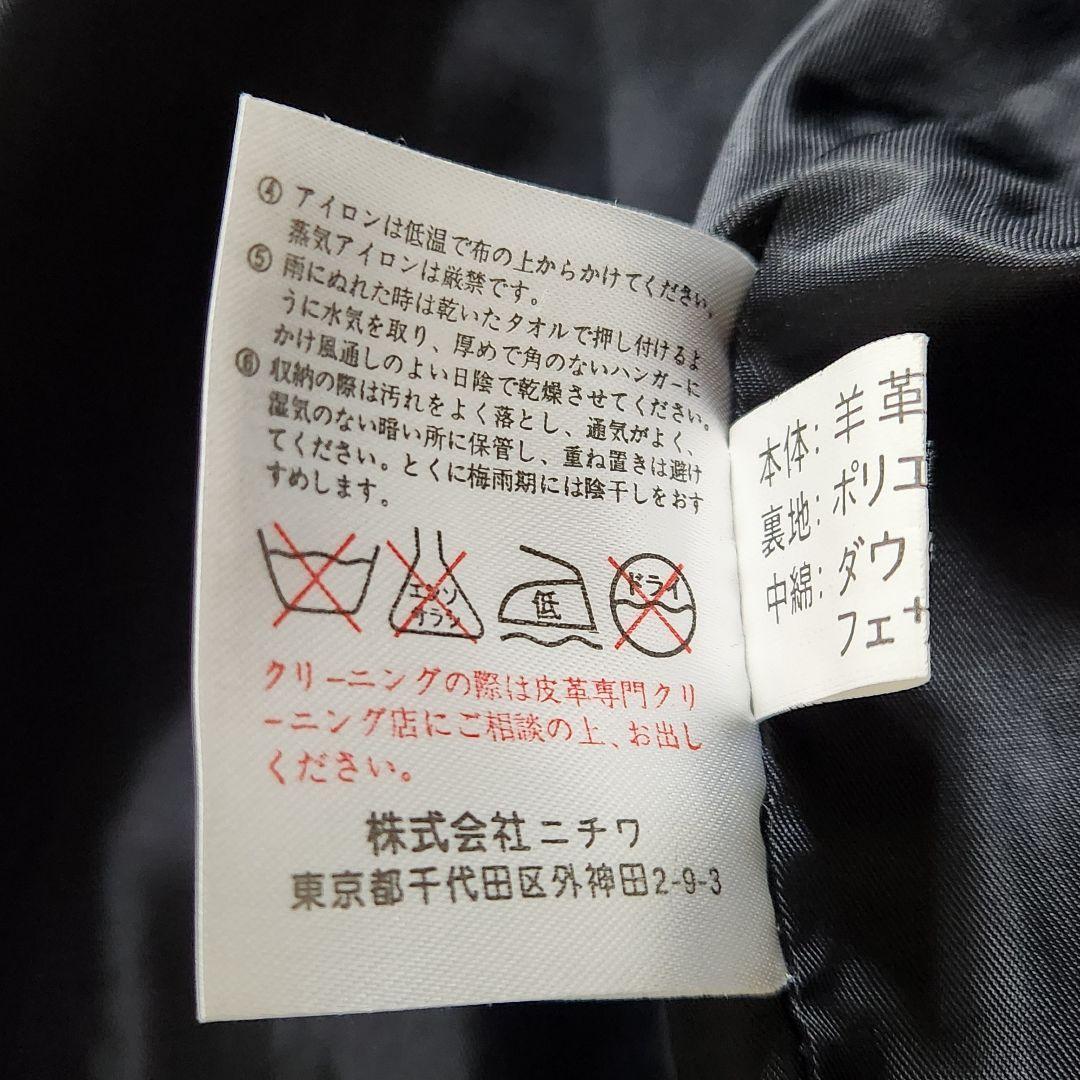 ④ アイロンは低温で布の上からかけてください。
蒸気アイロンは厳禁です。
⑤ 雨にぬれた時は乾いたタオルで押し付けるよ
うに水気を取り、厚めで角のないハンガーに
かけ風通しのよい日陰で乾燥させてください。
⑥ 収納の際は汚れをよく落とし、通気がよく、
湿気のない暗い所に保管し、重ね置きは避け
てください。とくに梅雨期には陰干しをおす
すめします。
エンソ
オラシ
低
ドライ
クリーニングの際は皮革専門クリ
ーニング店にご相談の上、お出し
ください。
株式会社ニチワ
東京都千代田区外神田2-9-3
本体: 羊革
裏地: ポリエ
中綿: ダウ
フェ